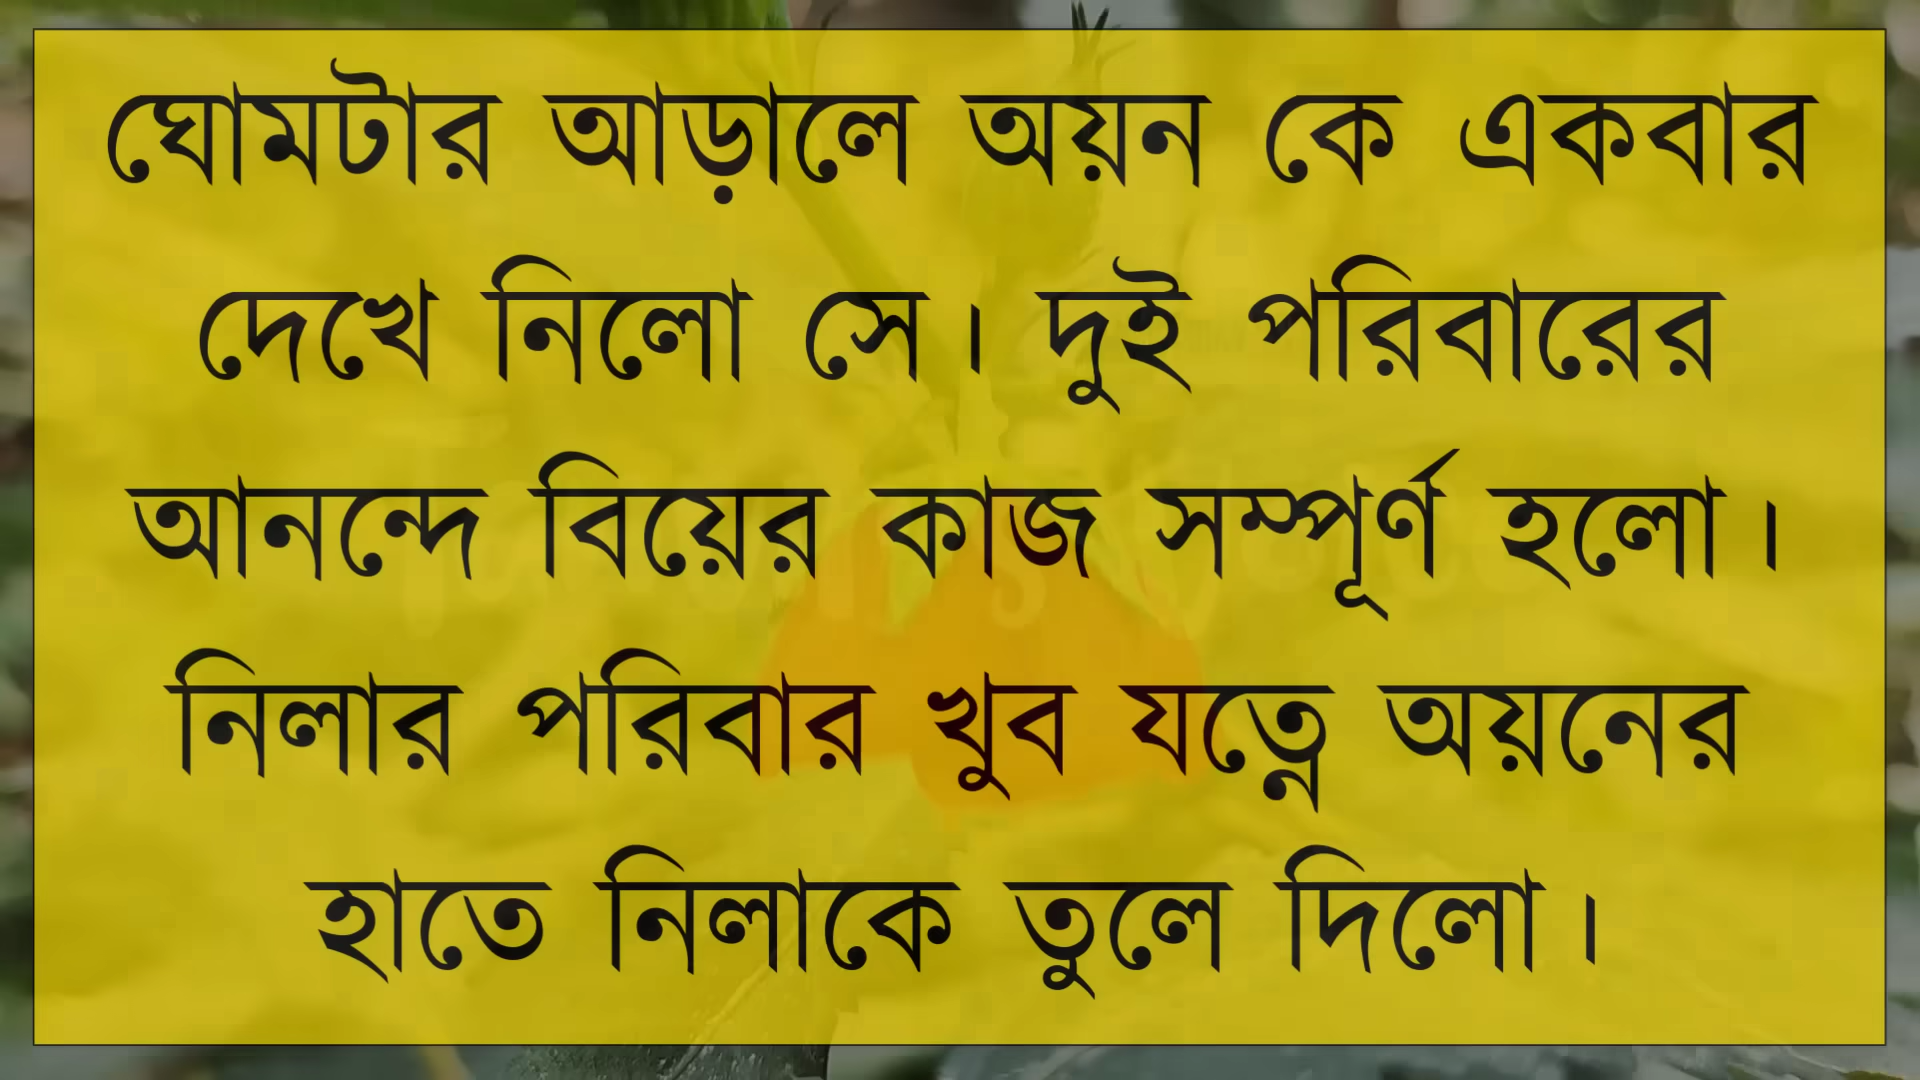 ঘোমটার আড়ালে অয়ন কে একবার
দেখে নিলো সে। দুই পরিবারের
আনন্দে বিয়ের কাজ সম্পূর্ণ হলো।
নিলার পরিবার খুব যত্নে অয়নের
হাতে নিলাকে তুলে দিলো।